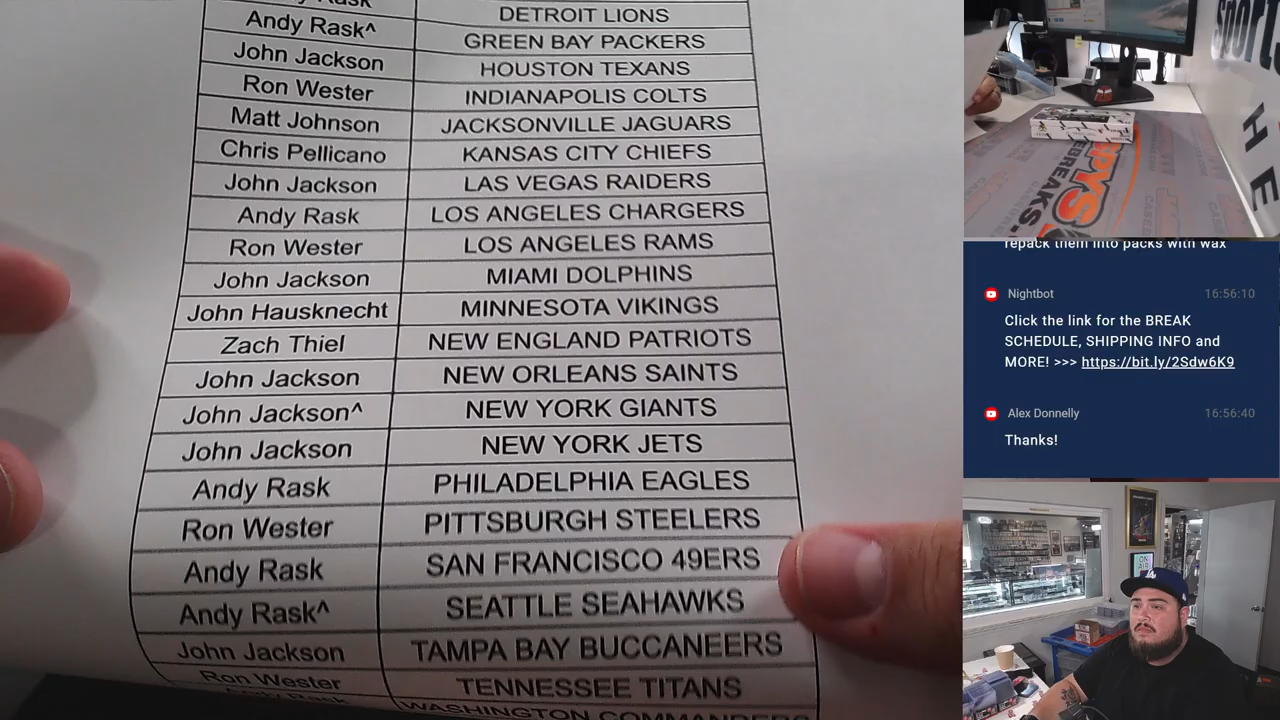 Rask DETROIT LIONS
Andy Rask^ GREEN BAY PACKERS
John Jackson HOUSTON TEXANS
Ron Wester INDIANAPOLIS COLTS
Matt Johnson JACKSONVILLE JAGUARS
Chris Pellicano KANSAS CITY CHIEFS
John Jackson LAS VEGAS RAIDERS
Andy Rask LOS ANGELES CHARGERS
Ron Wester LOS ANGELES RAMS
John Jackson MIAMI DOLPHINS
John Hausknecht MINNESOTA VIKINGS
Zach Thiel NEW ENGLAND PATRIOTS
John Jackson NEW ORLEANS SAINTS
John Jackson^ NEW YORK GIANTS
John Jackson NEW YORK JETS
Andy Rask PHILADELPHIA EAGLES
Ron Wester PITTSBURGH STEELERS
Andy Rask SAN FRANCISCO 49ERS
Andy Rask^ SEATTLE SEAHAWKS
John Jackson TAMPA BAY BUCCANEERS
Ron Wester TENNESSEE TITANS
Andy Rask WASHINGTON COMMANDERS
repack them into packs with wax
Nightbot 16:56:10
Click the link for the BREAK
SCHEDULE, SHIPPING INFO and
MORE! >>> https://bit.ly/2Sdw6K9
Alex Donnelly 16:56:40
Thanks!